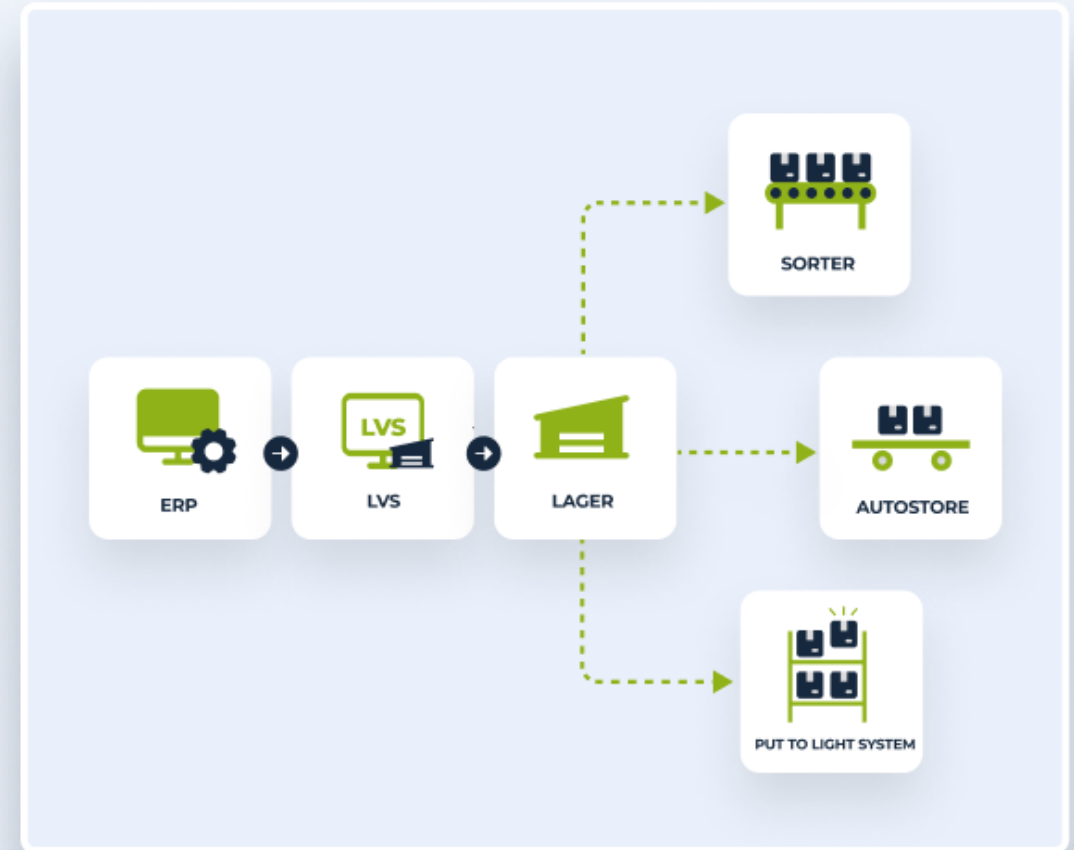 SORTER
LVS
ERP
LVS
LAGER
AUTOSTORE
PUT TO LIGHT SYSTEM